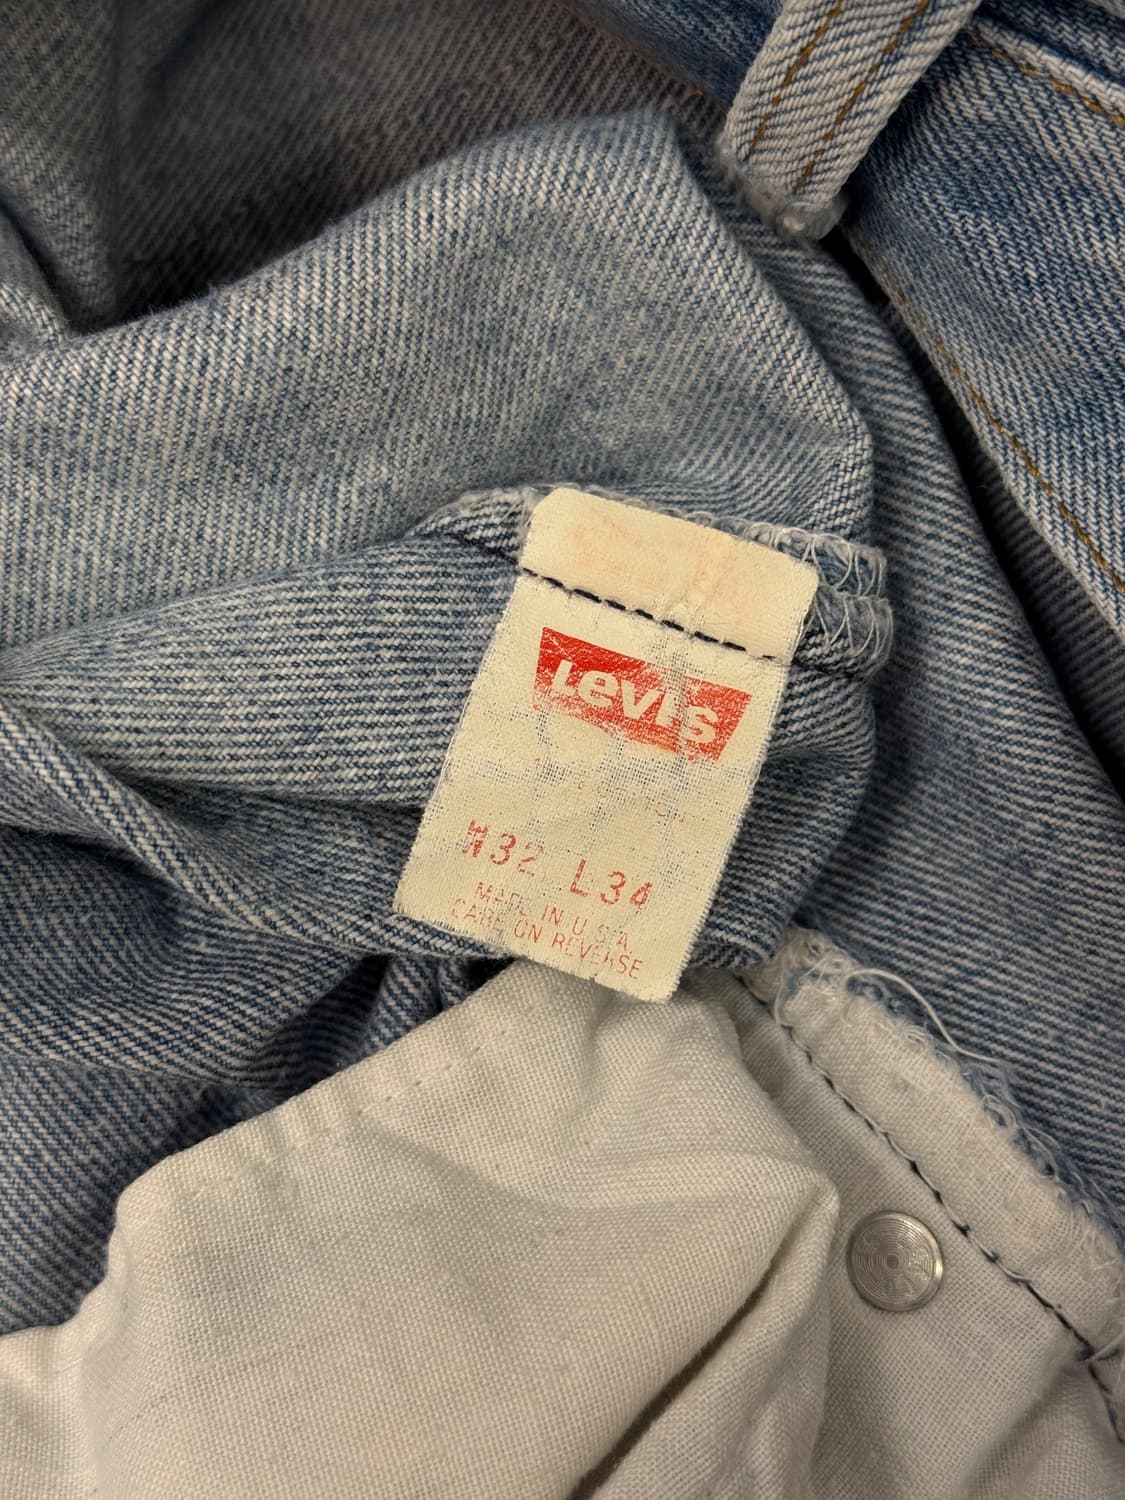 Levi's
W32 L34
MADE IN U S A
CARE ON REVERSE